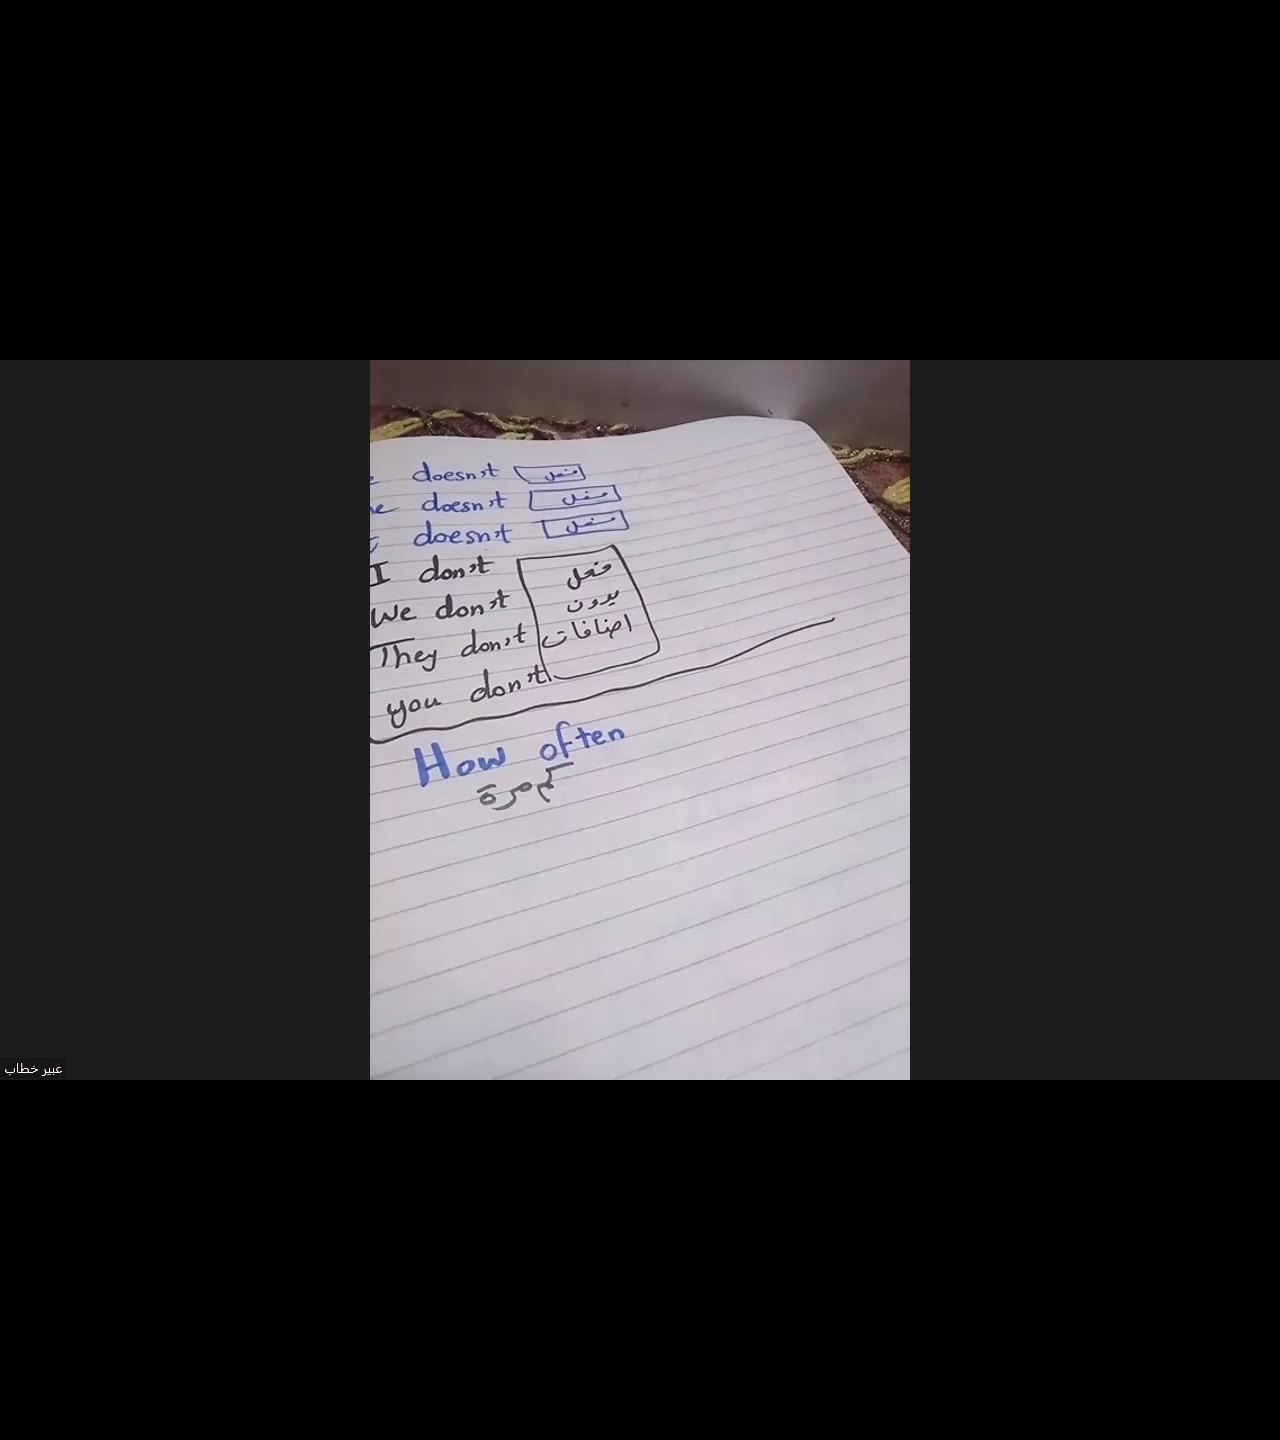 doesn't فعل
doesn't فعل
doesn't فعل
I don't فعل
We don't بدون
They don't اضافات
you don't
How often
كم مرة
عبير خطاب